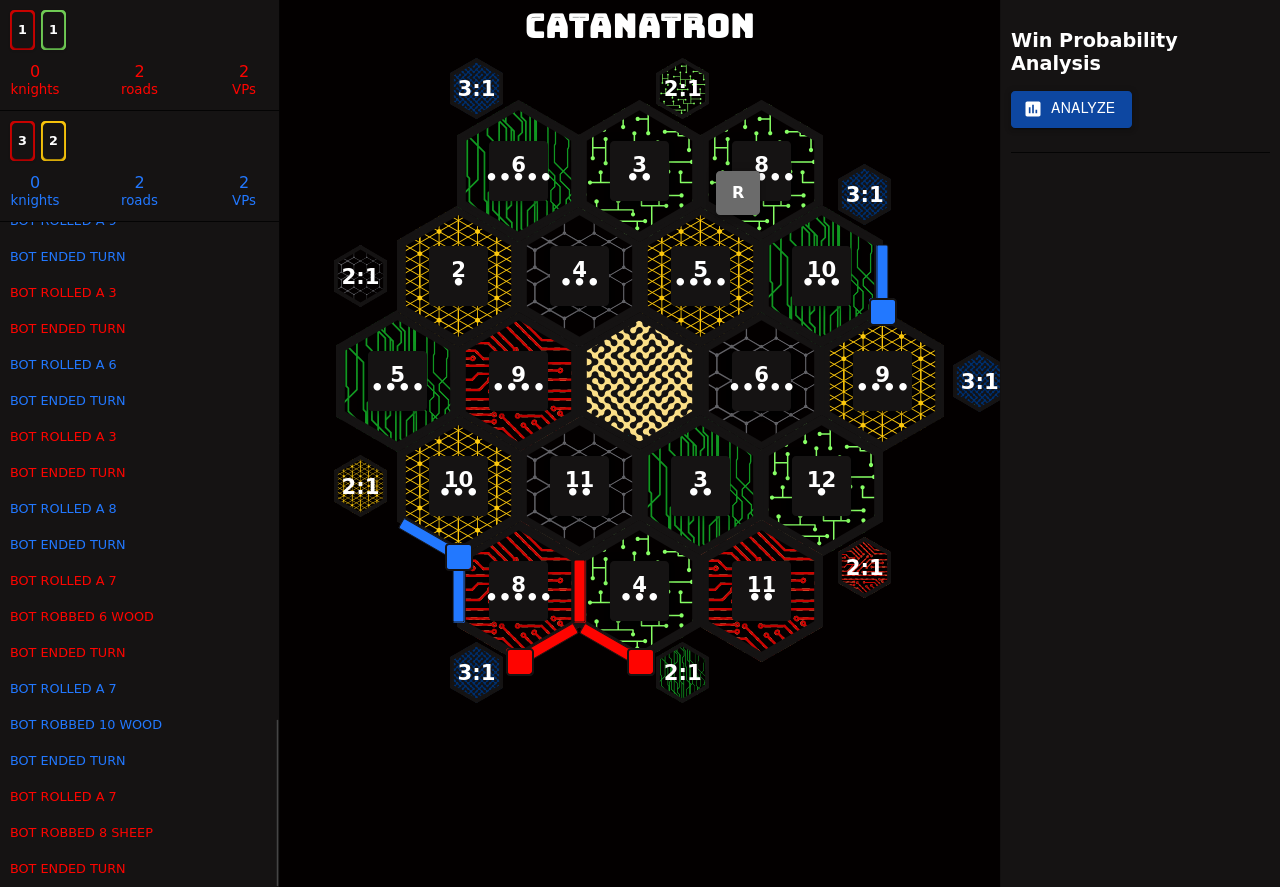 1 1
0 2 2
knights roads VPs
3 2
0 2 2
knights roads VPs
BOT ENDED TURN
BOT ROLLED A 3
BOT ENDED TURN
BOT ROLLED A 6
BOT ENDED TURN
BOT ROLLED A 3
BOT ENDED TURN
BOT ROLLED A 8
BOT ENDED TURN
BOT ROLLED A 7
BOT ROBBED 6 WOOD
BOT ENDED TURN
BOT ROLLED A 7
BOT ROBBED 10 WOOD
BOT ENDED TURN
BOT ROLLED A 7
BOT ROBBED 8 SHEEP
BOT ENDED TURN
CATANATRON
3:1 2:1
6 3 8
R 3:1
2:1 2 4 5 10
5 9 6 9 3:1
2:1 10 11 3 12
8 4 11 2:1
3:1 2:1
Win Probability
Analysis
ANALYZE